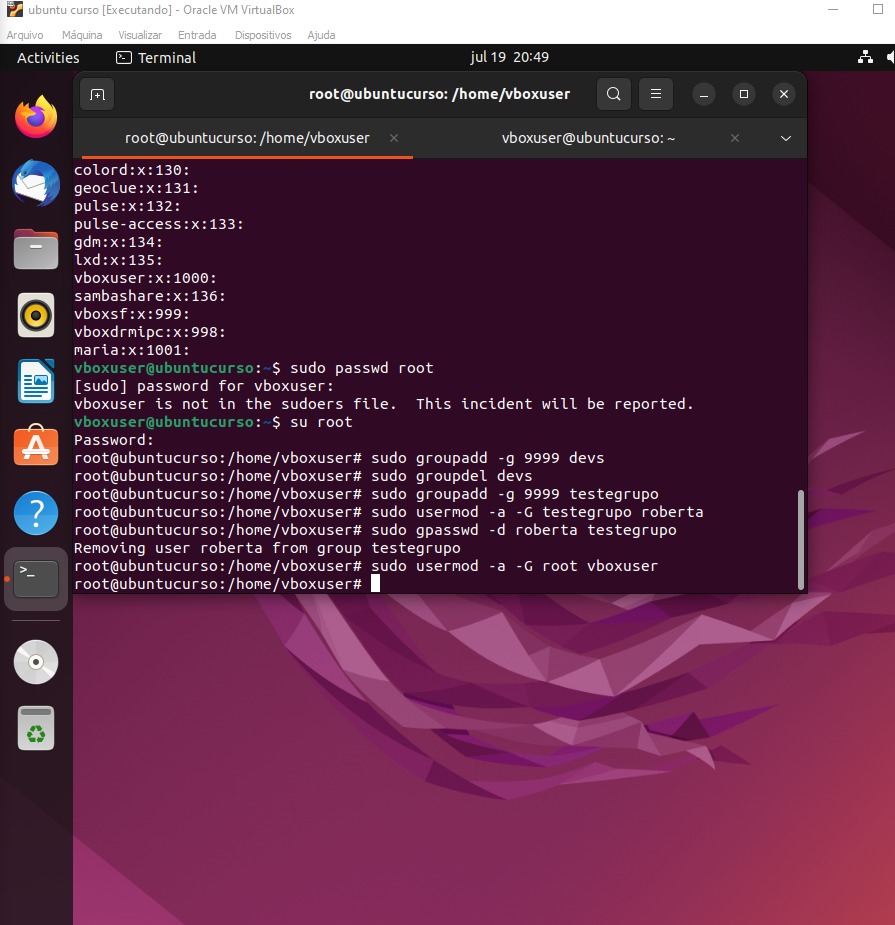 ubuntu curso [Executando] - Oracle VM VirtualBox
Arquivo Máquina Visualizar Entrada Dispositivos Ajuda
Activities Terminal jul 19 20:49
root@ubuntucurso: /home/vboxuser
root@ubuntucurso: /home/vboxuser vboxuser@ubuntucurso: ~
colord:x:130:
geoclue:x:131:
pulse:x:132:
pulse-access:x:133:
gdm:x:134:
lxd:x:135:
vboxuser:x:1000:
sambashare:x:136:
vboxsf:x:999:
vboxdrmipc:x:998:
maria:x:1001:
vboxuser@ubuntucurso:~$ sudo passwd root
[sudo] password for vboxuser:
vboxuser is not in the sudoers file.  This incident will be reported.
vboxuser@ubuntucurso:~$ su root
Password:
root@ubuntucurso:/home/vboxuser# sudo groupadd -g 9999 devs
root@ubuntucurso:/home/vboxuser# sudo groupdel devs
root@ubuntucurso:/home/vboxuser# sudo groupadd -g 9999 testegrupo
root@ubuntucurso:/home/vboxuser# sudo usermod -a -G testegrupo roberta
root@ubuntucurso:/home/vboxuser# sudo gpasswd -d roberta testegrupo
Removing user roberta from group testegrupo
root@ubuntucurso:/home/vboxuser# sudo usermod -a -G root vboxuser
root@ubuntucurso:/home/vboxuser#